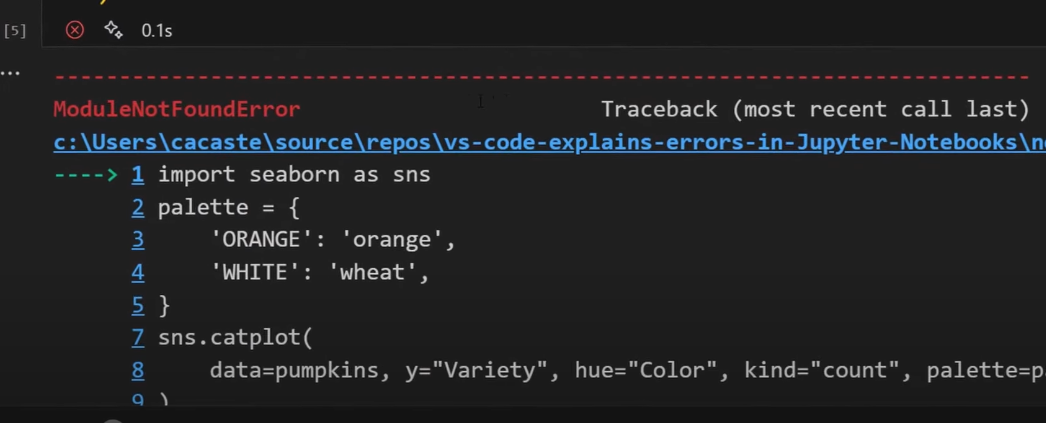 [5] 0.1s
...
--------------------------------------------------------------------------------
ModuleNotFoundError Traceback (most recent call last)
c:\Users\cacaste\source\repos\vs-code-explains-errors-in-Jupyter-Notebooks\
----> 1 import seaborn as sns
2 palette = {
3     'ORANGE': 'orange',
4     'WHITE': 'wheat',
5 }
7 sns.catplot(
8     data=pumpkins, y="Variety", hue="Color", kind="count", palette=
9 )